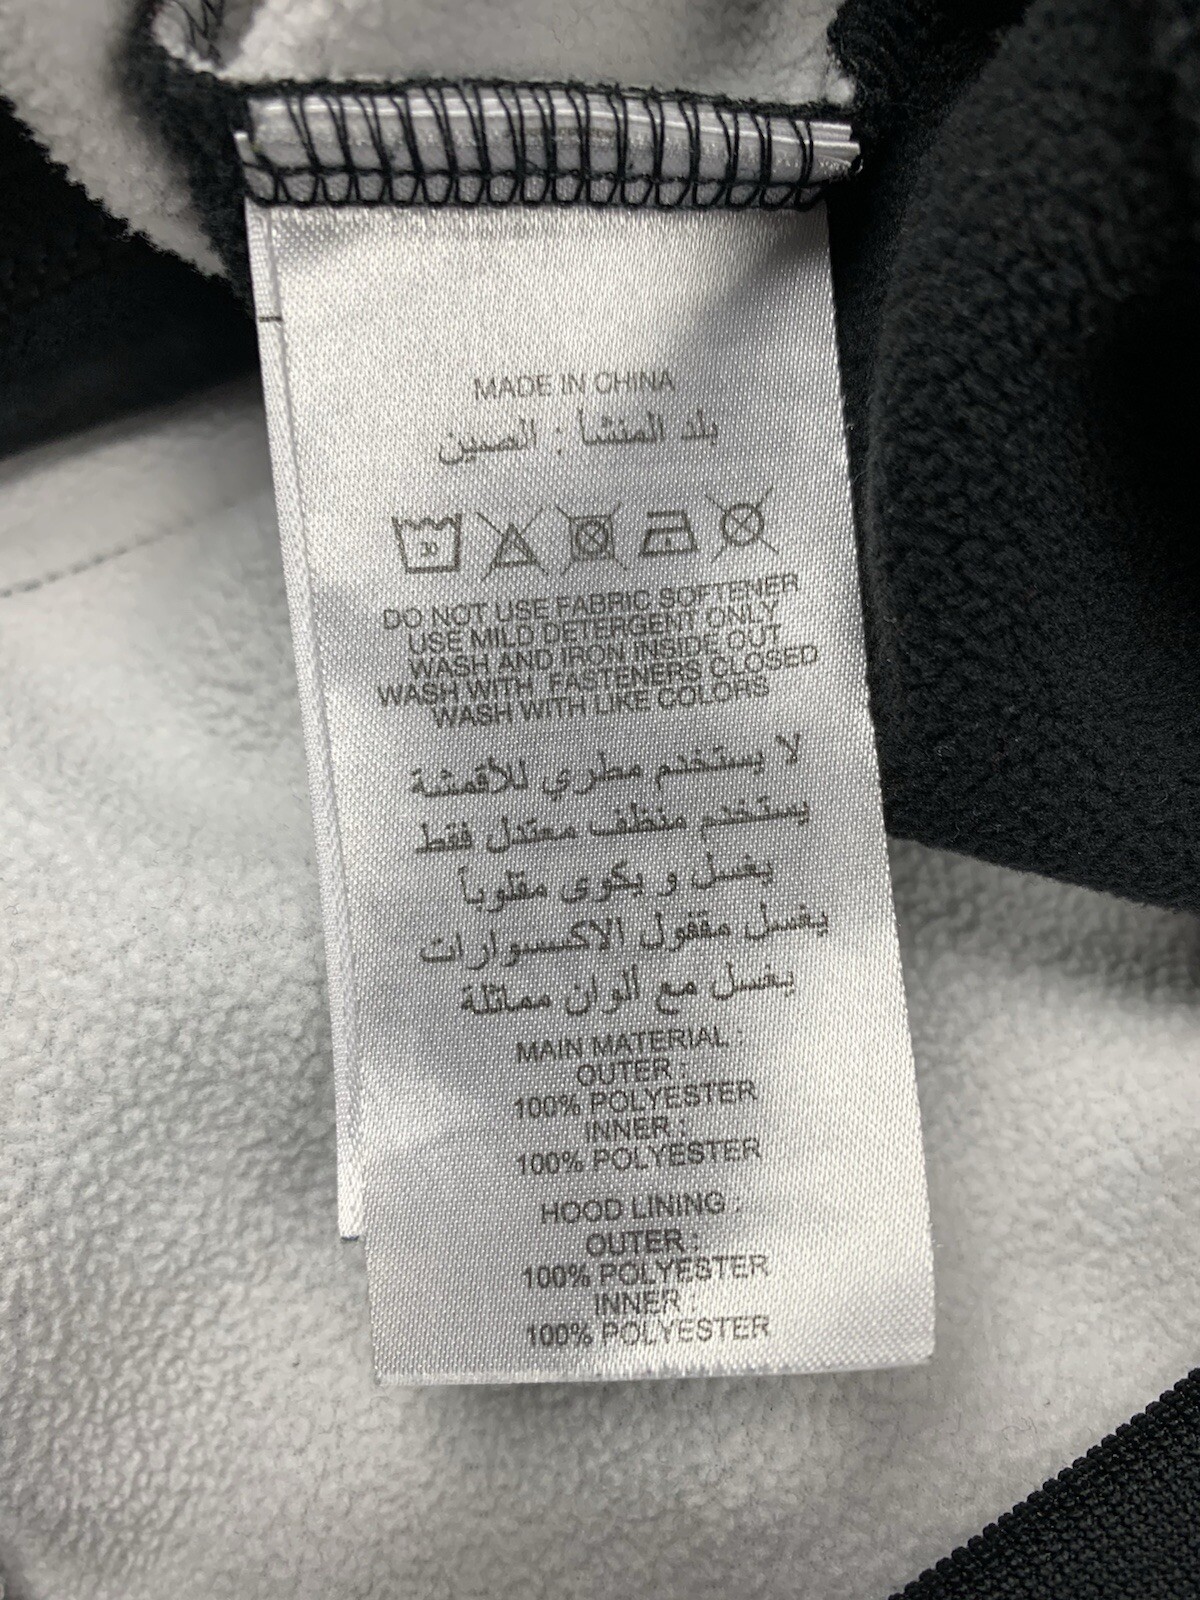 MADE IN CHINA
بلد المنشأ : الصين
30
DO NOT USE FABRIC SOFTENER
USE MILD DETERGENT ONLY
WASH AND IRON INSIDE OUT
WASH WITH FASTENERS CLOSED
WASH WITH LIKE COLORS
لا يستخدم مطري للأقمشة
يستخدم منظف معتدل فقط
يغسل و يكوى مقلوباً
يغسل مقفول الاكسسوارات
يغسل مع ألوان مماثلة
MAIN MATERIAL :
OUTER :
100% POLYESTER
INNER :
100% POLYESTER
HOOD LINING :
OUTER :
100% POLYESTER
INNER :
100% POLYESTER